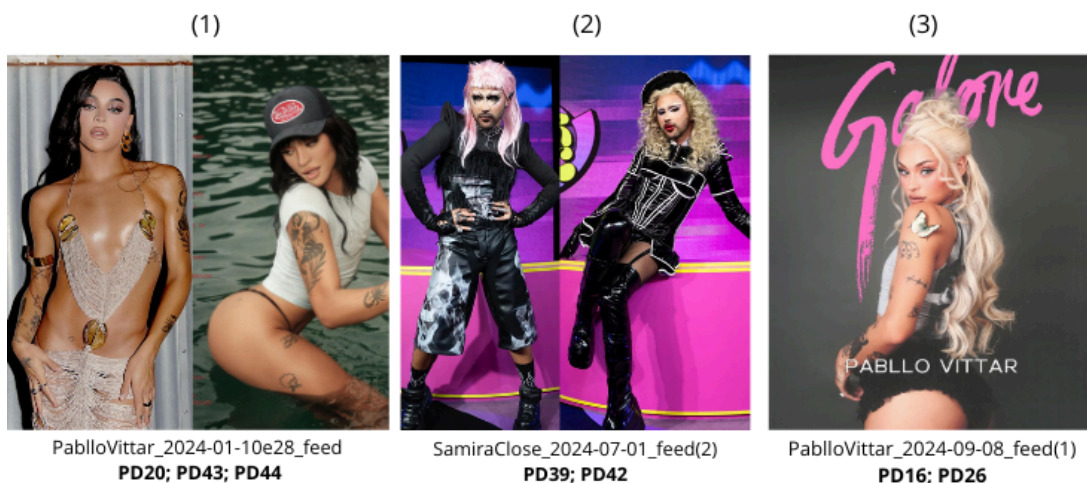 (1)
(2)
(3)
Galore
PABLLO VITTAR
PablloVittar_2024-01-10e28_feed
SamiraClose_2024-07-01_feed(2)
PablloVittar_2024-09-08_feed(1)
PD20; PD43; PD44
PD39; PD42
PD16; PD26